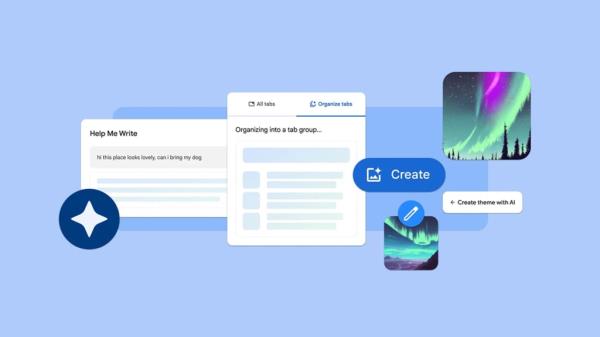 Help Me Write
hi this place looks lovely, can i bring my dog
All tabs
Organize tabs
Organizing into a tab group...
Create
← Create theme with AI